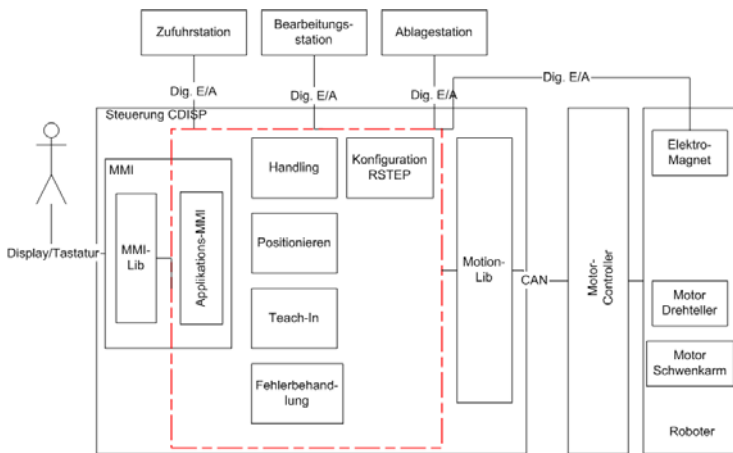 Zufuhrstation
Bearbeitungs-
station
Ablagestation
Dig. E/A
Dig. E/A
Dig. E/A
Dig. E/A
Steuerung CDISP
MMI
Handling
Konfiguration
RSTEP
Elektro-
Magnet
Display/Tastatur
MMI-
Lib
Applikations-MMI
Positionieren
Motion-
Lib
CAN
Motor-
Controller
Teach-In
Motor
Drehteller
Fehlerbehand-
lung
Motor
Schwenkarm
Roboter